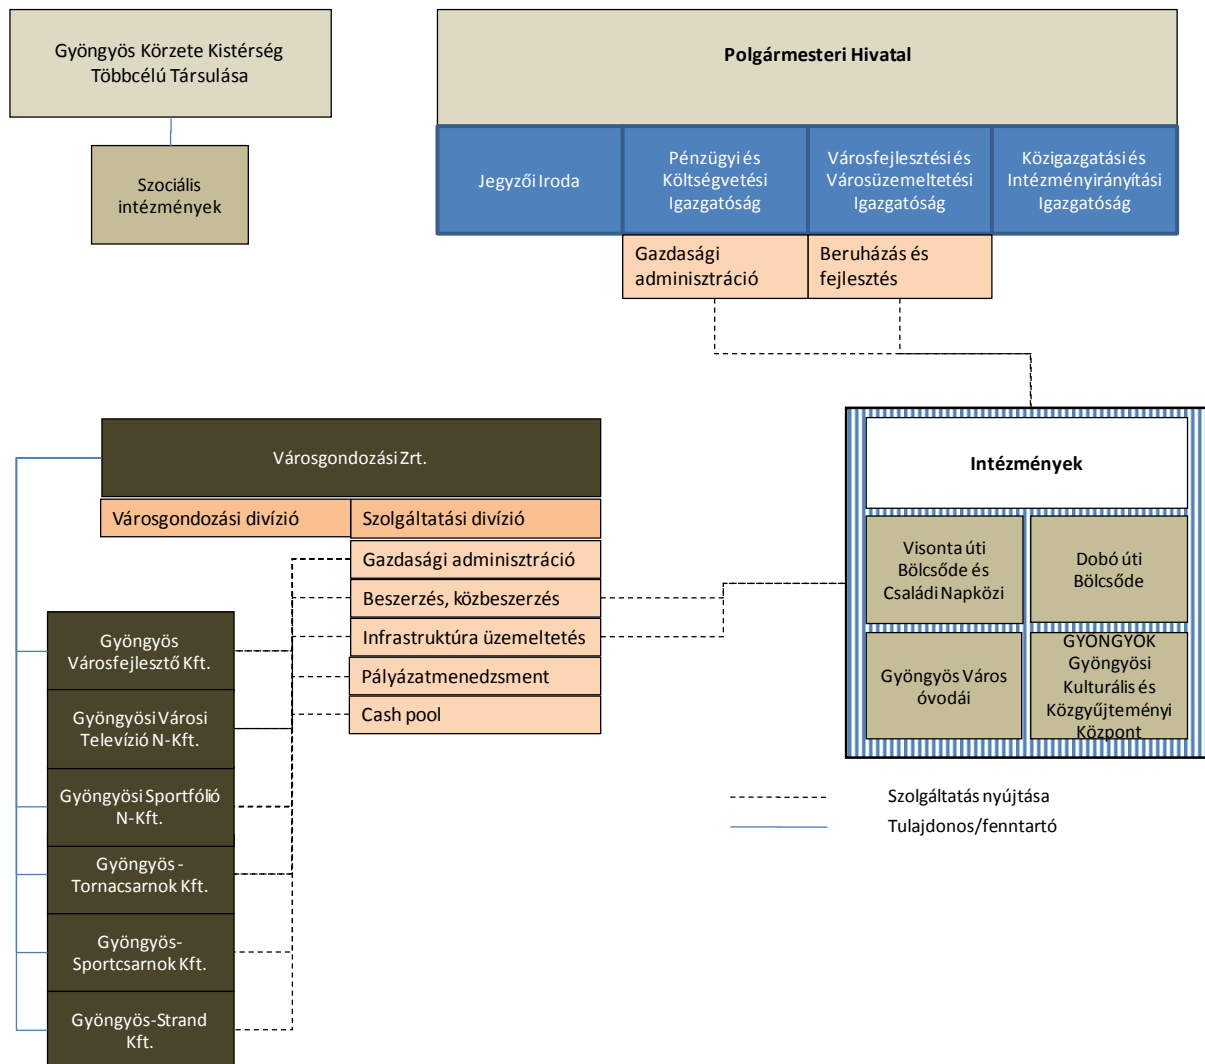 Gyöngyös Körzete Kistérség
Többcélú Társulása
Szociális
intézmények
Polgármesteri Hivatal
Jegyzői Iroda
Pénzügyi és
Költségvetési
Igazgatóság
Városfejlesztési és
Városüzemeltetési
Igazgatóság
Közigazgatási és
Intézményirányítási
Igazgatóság
Gazdasági
adminisztráció
Beruházás és
fejlesztés
Városgondozási Zrt.
Városgondozási divízió
Szolgáltatási divízió
Gazdasági adminisztráció
Beszerzés, közbeszerzés
Infrastruktúra üzemeltetés
Pályázatmenedzsment
Cash pool
Gyöngyös
Városfejlesztő Kft.
Gyöngyösi Városi
Televízió N-Kft.
Gyöngyösi Sportfólió
N-Kft.
Gyöngyös -
Tornacsarnok Kft.
Gyöngyös-
Sportcsarnok Kft.
Gyöngyös-Strand
Kft.
Intézmények
Visonta úti
Bölcsőde és
Családi Napközi
Dobó úti
Bölcsőde
Gyöngyös Város
óvodái
GYÖNGYÖK
Gyöngyösi
Kulturális és
Közgyűjteményi
Központ
Szolgáltatás nyújtása
Tulajdonos/fenntartó